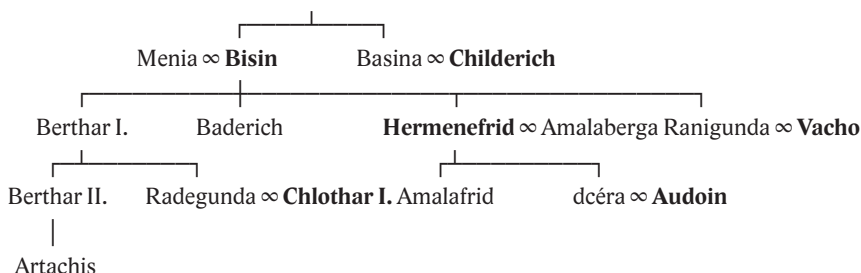 Menia ∞ Bisin Basina ∞ Childerich
Berthar I. Baderich Hermenefrid ∞ Amalaberga Ranigunda ∞ Vacho
Berthar II. Radegunda ∞ Chlothar I. Amalafrid dcéra ∞ Audoin
Artachis